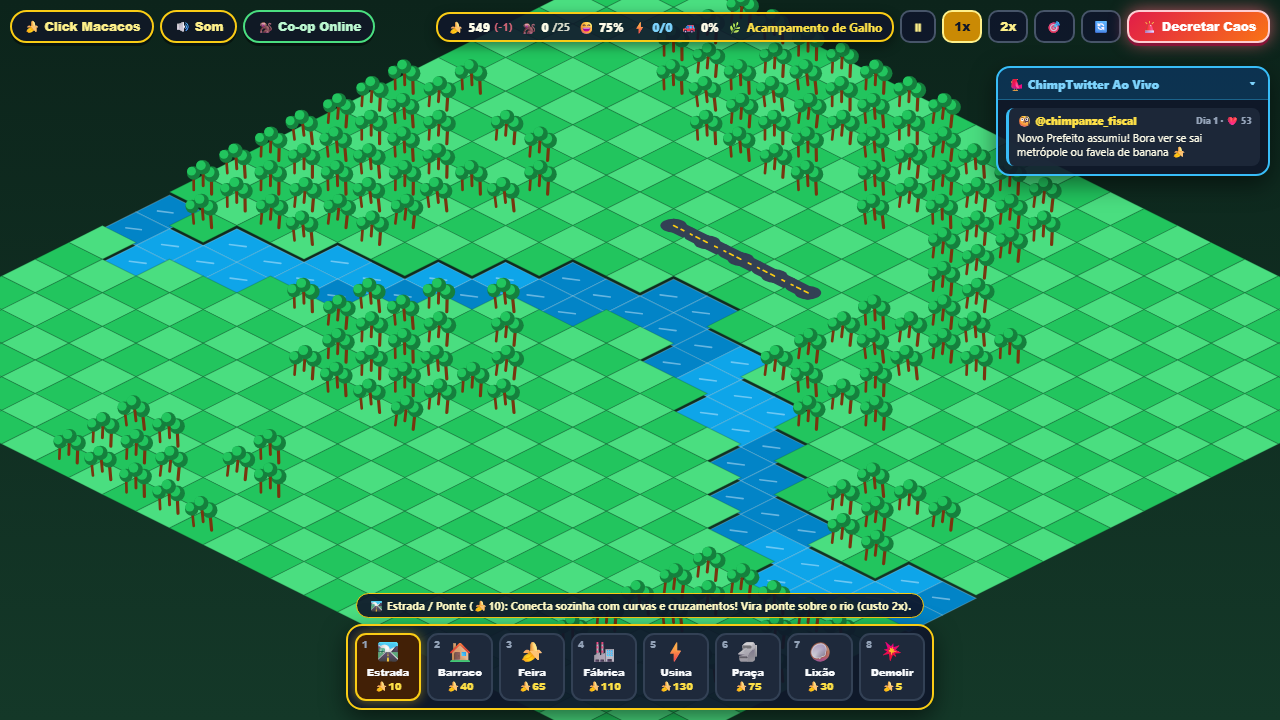 Click Macacos
Som
Co-op Online
549 (-1) 0 /25 75% 0/0 0% Acampamento de Galho
1x
2x
Decretar Caos
ChimpTwitter Ao Vivo
@chimpanze_fiscal Dia 1 • 53
Novo Prefeito assumiu! Bora ver se sai
metrópole ou favela de banana
Estrada / Ponte (🍌10): Conecta sozinha com curvas e cruzamentos! Vira ponte sobre o rio (custo 2x).
1 2 3 4 5 6 7 8
Estrada Barraco Feira Fábrica Usina Praça Lixão Demolir
10 40 65 110 130 75 30 5